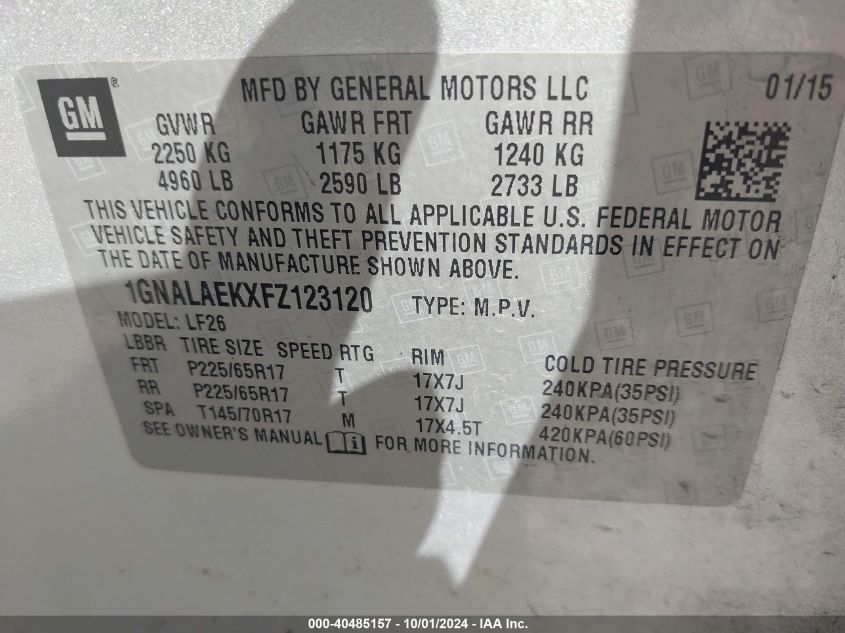 GM ®
MFD BY GENERAL MOTORS LLC 01/15
GVWR GAWR FRT GAWR RR
2250 KG 1175 KG 1240 KG
4960 LB 2590 LB 2733 LB
THIS VEHICLE CONFORMS TO ALL APPLICABLE U.S. FEDERAL MOTOR
VEHICLE SAFETY AND THEFT PREVENTION STANDARDS IN EFFECT ON
THE DATE OF MANUFACTURE SHOWN ABOVE.
1GNALAEKXFZ123120 TYPE: M.P.V.
MODEL: LF26
LBBR TIRE SIZE SPEED RTG RIM COLD TIRE PRESSURE
FRT P225/65R17 T 17X7J 240KPA(35PSI)
RR P225/65R17 T 17X7J 240KPA(35PSI)
SPA T145/70R17 M 17X4.5T 420KPA(60PSI)
SEE OWNER'S MANUAL i FOR MORE INFORMATION.
000-40485157 - 10/01/2024 - IAA Inc.